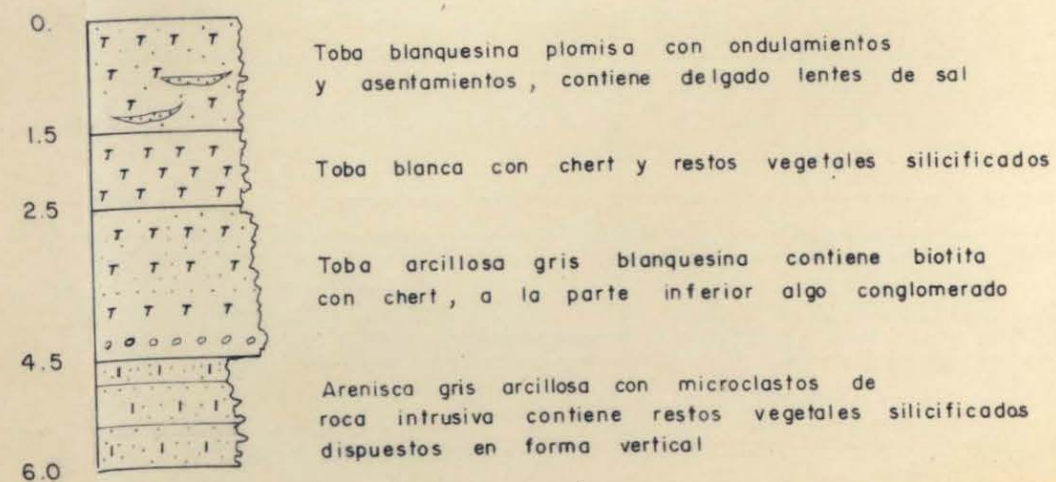 0.
Toba blanquesina plomisa con ondulamientos
y asentamientos, contiene delgado lentes de sal
1.5
Toba blanca con chert y restos vegetales silicificados
2.5
Toba arcillosa gris blanquesina contiene biotita
con chert, a la parte inferior algo conglomerado
4.5
Arenisca gris arcillosa con microclastos de
roca intrusiva contiene restos vegetales silicificados
dispuestos en forma vertical
6.0
T T T T
T T
T T
T T T T
T T T T
T T T T
T T T T
T T T T
T T T T